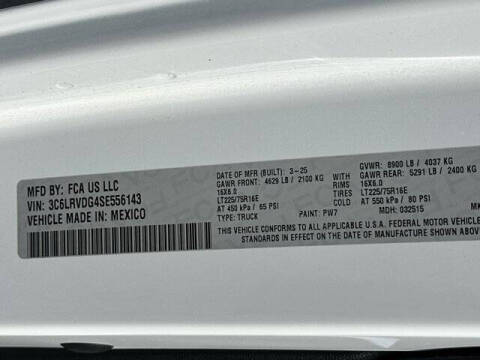 MFD BY: FCA US LLC
VIN: 3C6LRVDG4SE556143
VEHICLE MADE IN: MEXICO
DATE OF MFR (BUILT): 3-25
GAWR FRONT: 4629 LB / 2100 KG
16X6.0
LT225/75R16E
AT 450 kPa / 65 PSI
TYPE: TRUCK
PAINT: PW7
GVWR: 8900 LB / 4037 KG
GAWR REAR: 5291 LB / 2400 KG
TIRES 16X6.0
RIMS LT225/75R16E
COLD AT 550 kPa / 80 PSI
MDH: 032515
THIS VEHICLE CONFORMS TO ALL APPLICABLE U.S.A. FEDERAL MOTOR VEHICLE
STANDARDS IN EFFECT ON THE DATE OF MANUFACTURE SHOWN ABOVE